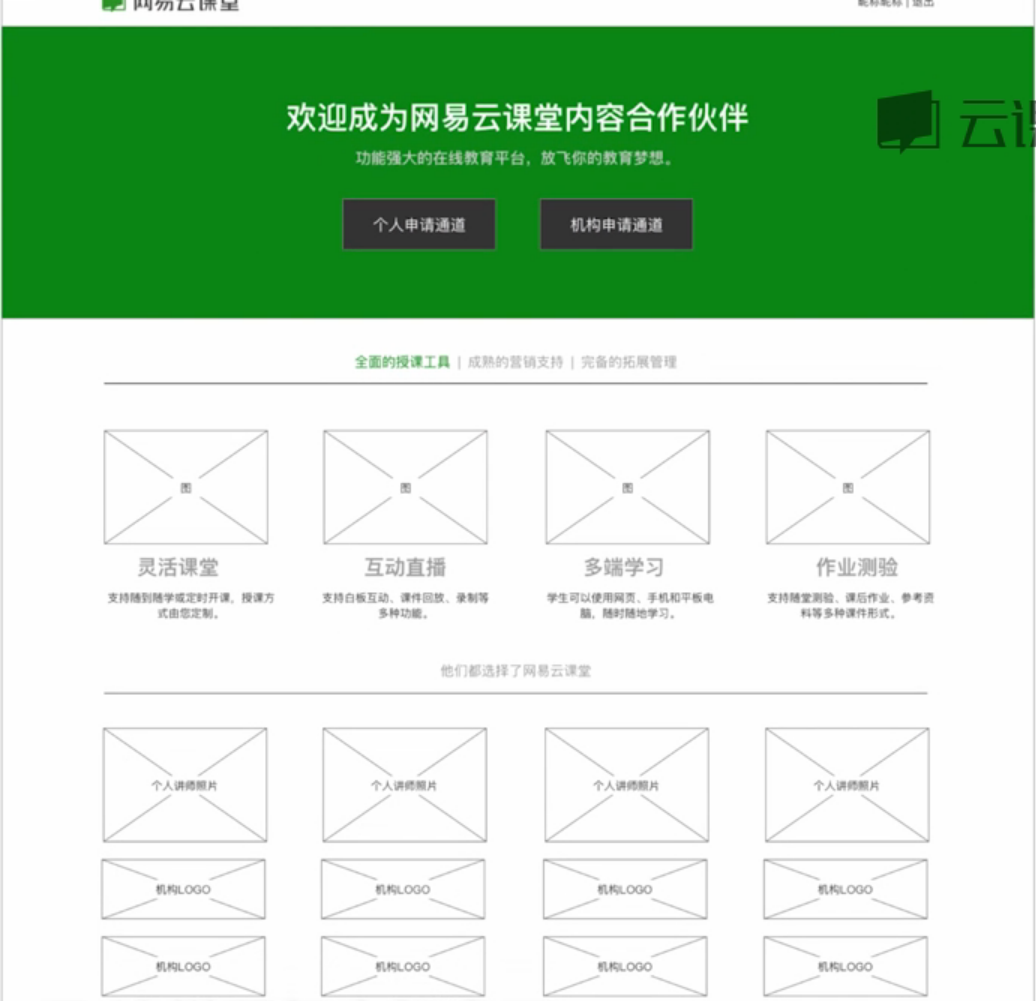 网易云课堂
昵称昵称 | 退出
欢迎成为网易云课堂内容合作伙伴
云课
功能强大的在线教育平台，放飞你的教育梦想。
个人申请通道 机构申请通道
全面的授课工具 | 成熟的营销支持 | 完备的拓展管理
图 图 图 图
灵活课堂 互动直播 多端学习 作业测验
支持随到随学或定时开课，授课方 支持白板互动、课件回放、录制等 学生可以使用网页、手机和平板电 支持随堂测验、课后作业、参考资
式由您定制。 多种功能。 脑，随时随地学习。 料等多种课件形式。
他们都选择了网易云课堂
个人讲师照片 个人讲师照片 个人讲师照片 个人讲师照片
机构LOGO 机构LOGO 机构LOGO 机构LOGO
机构LOGO 机构LOGO 机构LOGO 机构LOGO